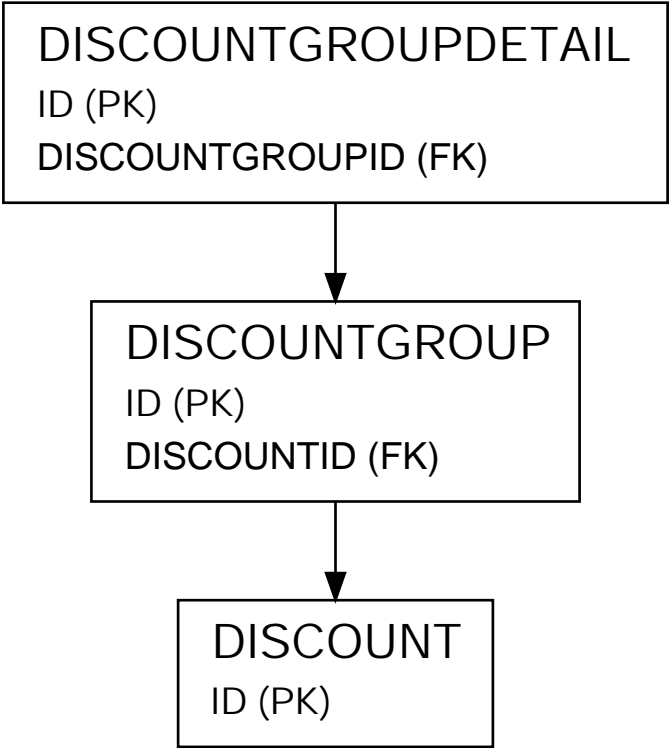 DISCOUNTGROUPDETAIL
ID (PK)
DISCOUNTGROUPID (FK)
DISCOUNTGROUP
ID (PK)
DISCOUNTID (FK)
DISCOUNT
ID (PK)